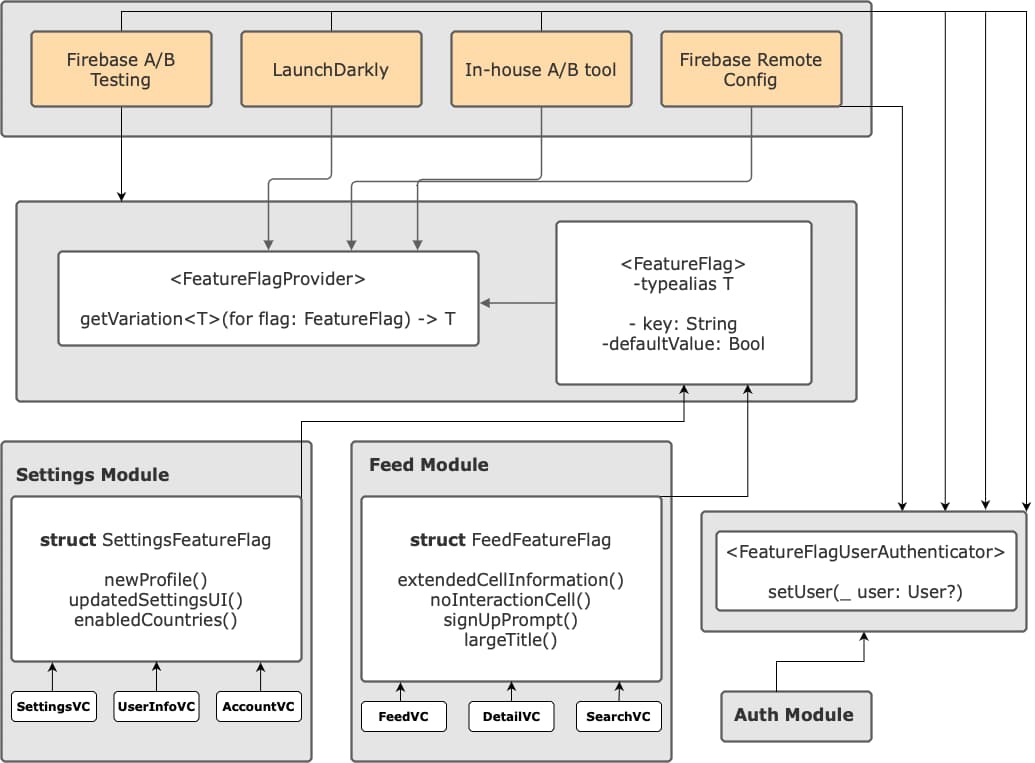 Firebase A/B
Testing
LaunchDarkly
In-house A/B tool
Firebase Remote
Config
<FeatureFlagProvider>
getVariation<T>(for flag: FeatureFlag) -> T
<FeatureFlag>
-typealias T
- key: String
-defaultValue: Bool
Settings Module
struct SettingsFeatureFlag
newProfile()
updatedSettingsUI()
enabledCountries()
SettingsVC
UserInfoVC
AccountVC
Feed Module
struct FeedFeatureFlag
extendedCellInformation()
noInteractionCell()
signUpPrompt()
largeTitle()
FeedVC
DetailVC
SearchVC
<FeatureFlagUserAuthenticator>
setUser(_ user: User?)
Auth Module